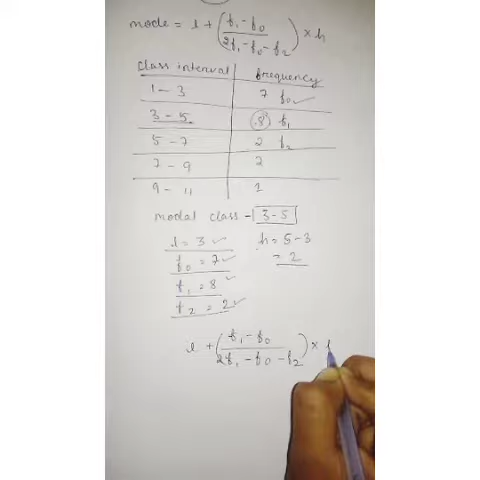 mode = l + (f₁ - f₀ / 2f₁ - f₀ - f₂) × h
class interval frequency
1 - 3 7 f₀ ✓
3 - 5 8 f₁
5 - 7 2 f₂
7 - 9 2
9 - 11 1
modal class - 3 - 5
l = 3 ✓ h = 5 - 3
f₀ = 7 ✓ = 2
f₁ = 8 ✓
f₂ = 2 ✓
l + (f₁ - f₀ / 2f₁ - f₀ - f₂) ×